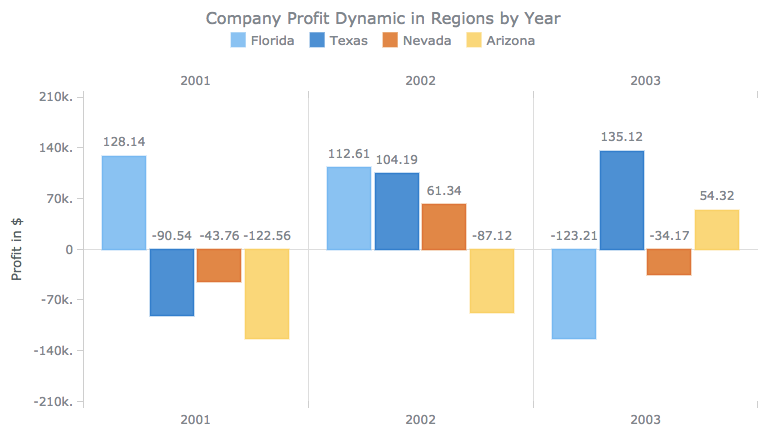 Company Profit Dynamic in Regions by Year
Florida Texas Nevada Arizona
2001 2002 2003
210k.
140k.
70k.
0
-70k.
-140k.
-210k.
Profit in $
128.14 -90.54 -43.76 -122.56
112.61 104.19 61.34 -87.12
-123.21 135.12 -34.17 54.32
2001 2002 2003